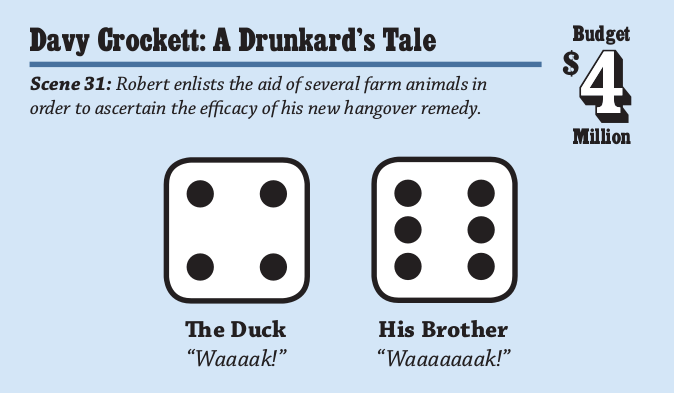 Davy Crockett: A Drunkard's Tale
Budget
$4
Million
Scene 31: Robert enlists the aid of several farm animals in
order to ascertain the efficacy of his new hangover remedy.
The Duck
"Waaaak!"
His Brother
"Waaaaaaak!"